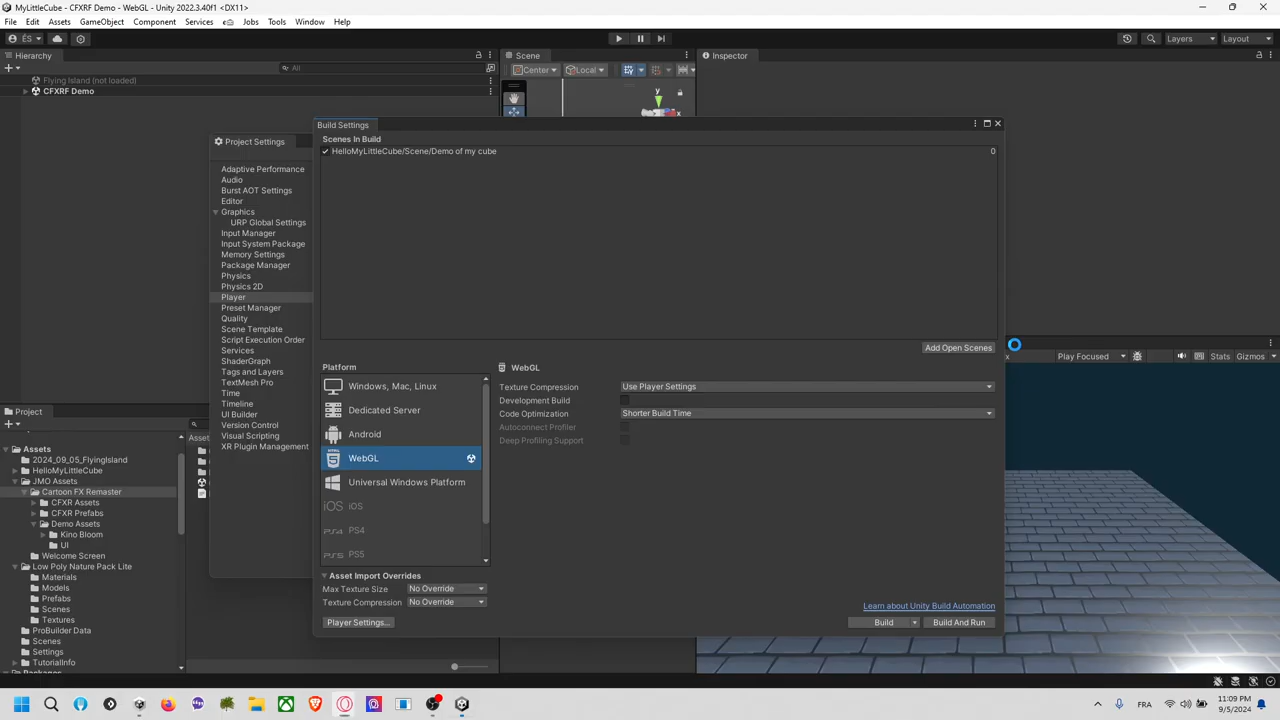 MyLittleCube - CFXRF Demo - WebGL - Unity 2022.3.40f1 <DX11>
File Edit Assets GameObject Component Services Jobs Tools Window Help
ÉS Layers Layout
Hierarchy
Scene
Inspector
All
Center Local
Flying Island (not loaded)
CFXRF Demo
y
x
Project Settings
Adaptive Performance
Audio
Burst AOT Settings
Editor
Graphics
URP Global Settings
Input Manager
Input System Package
Memory Settings
Package Manager
Physics
Physics 2D
Player
Preset Manager
Quality
Scene Template
Script Execution Order
Services
ShaderGraph
Tags and Layers
TextMesh Pro
Time
Timeline
UI Builder
Version Control
Visual Scripting
XR Plugin Management
Build Settings
Scenes In Build
HelloMyLittleCube/Scene/Demo of my cube 0
Add Open Scenes
Platform
Windows, Mac, Linux
Dedicated Server
Android
WebGL
Universal Windows Platform
iOS iOS
PS4 PS4
PS5 PS5
WebGL
Texture Compression Use Player Settings
Development Build
Code Optimization Shorter Build Time
Autoconnect Profiler
Deep Profiling Support
Asset Import Overrides
Max Texture Size No Override
Texture Compression No Override
Learn about Unity Build Automation
Player Settings... Build Build And Run
x Play Focused Stats Gizmos
Project
Assets
2024_09_05_FlyingIsland
HelloMyLittleCube
JMO Assets
Cartoon FX Remaster
CFXR Assets
CFXR Prefabs
Demo Assets
Kino Bloom
UI
Welcome Screen
Low Poly Nature Pack Lite
Materials
Models
Prefabs
Scenes
Textures
ProBuilder Data
Scenes
Settings
TutorialInfo
Packages
Assets
FRA
11:09 PM
9/5/2024